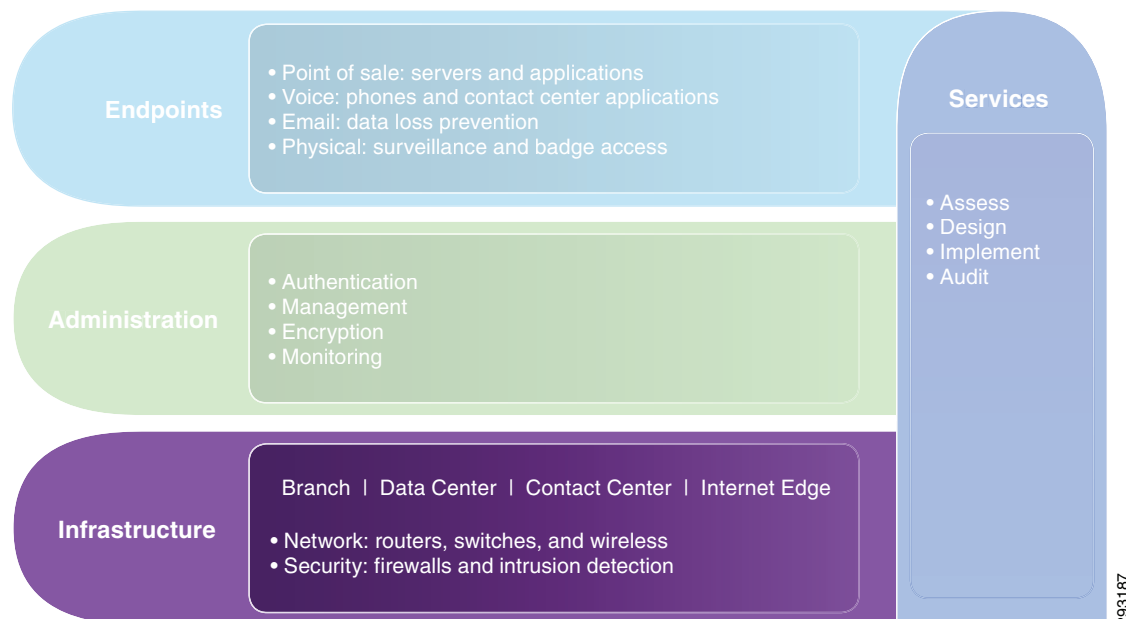 Endpoints
• Point of sale: servers and applications
• Voice: phones and contact center applications
• Email: data loss prevention
• Physical: surveillance and badge access
Administration
• Authentication
• Management
• Encryption
• Monitoring
Infrastructure
Branch | Data Center | Contact Center | Internet Edge
• Network: routers, switches, and wireless
• Security: firewalls and intrusion detection
Services
• Assess
• Design
• Implement
• Audit